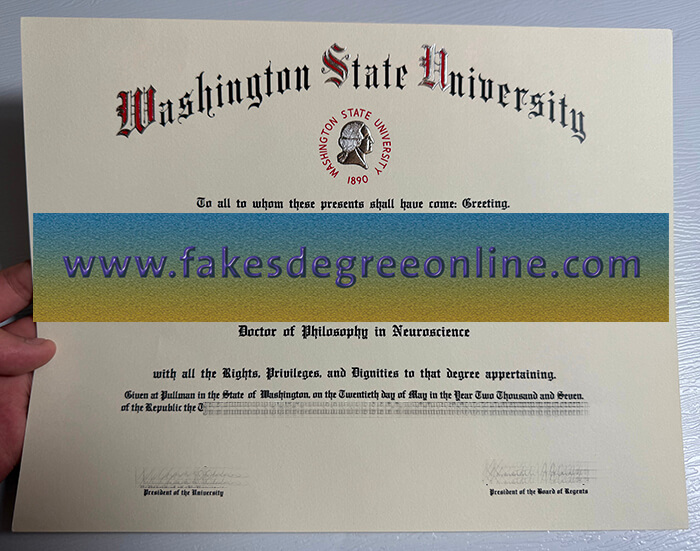 Washington State University
WASHINGTON STATE UNIVERSITY
1890
To all to whom these presents shall have come: Greeting.
www.fakesdegreeonline.com
Doctor of Philosophy in Neuroscience
with all the Rights, Privileges, and Dignities to that degree appertaining.
Given at Pullman in the State of Washington, on the Twentieth day of May in the Year Two Thousand and Seven,
of the Republic the
President of the University
President of the Board of Regents